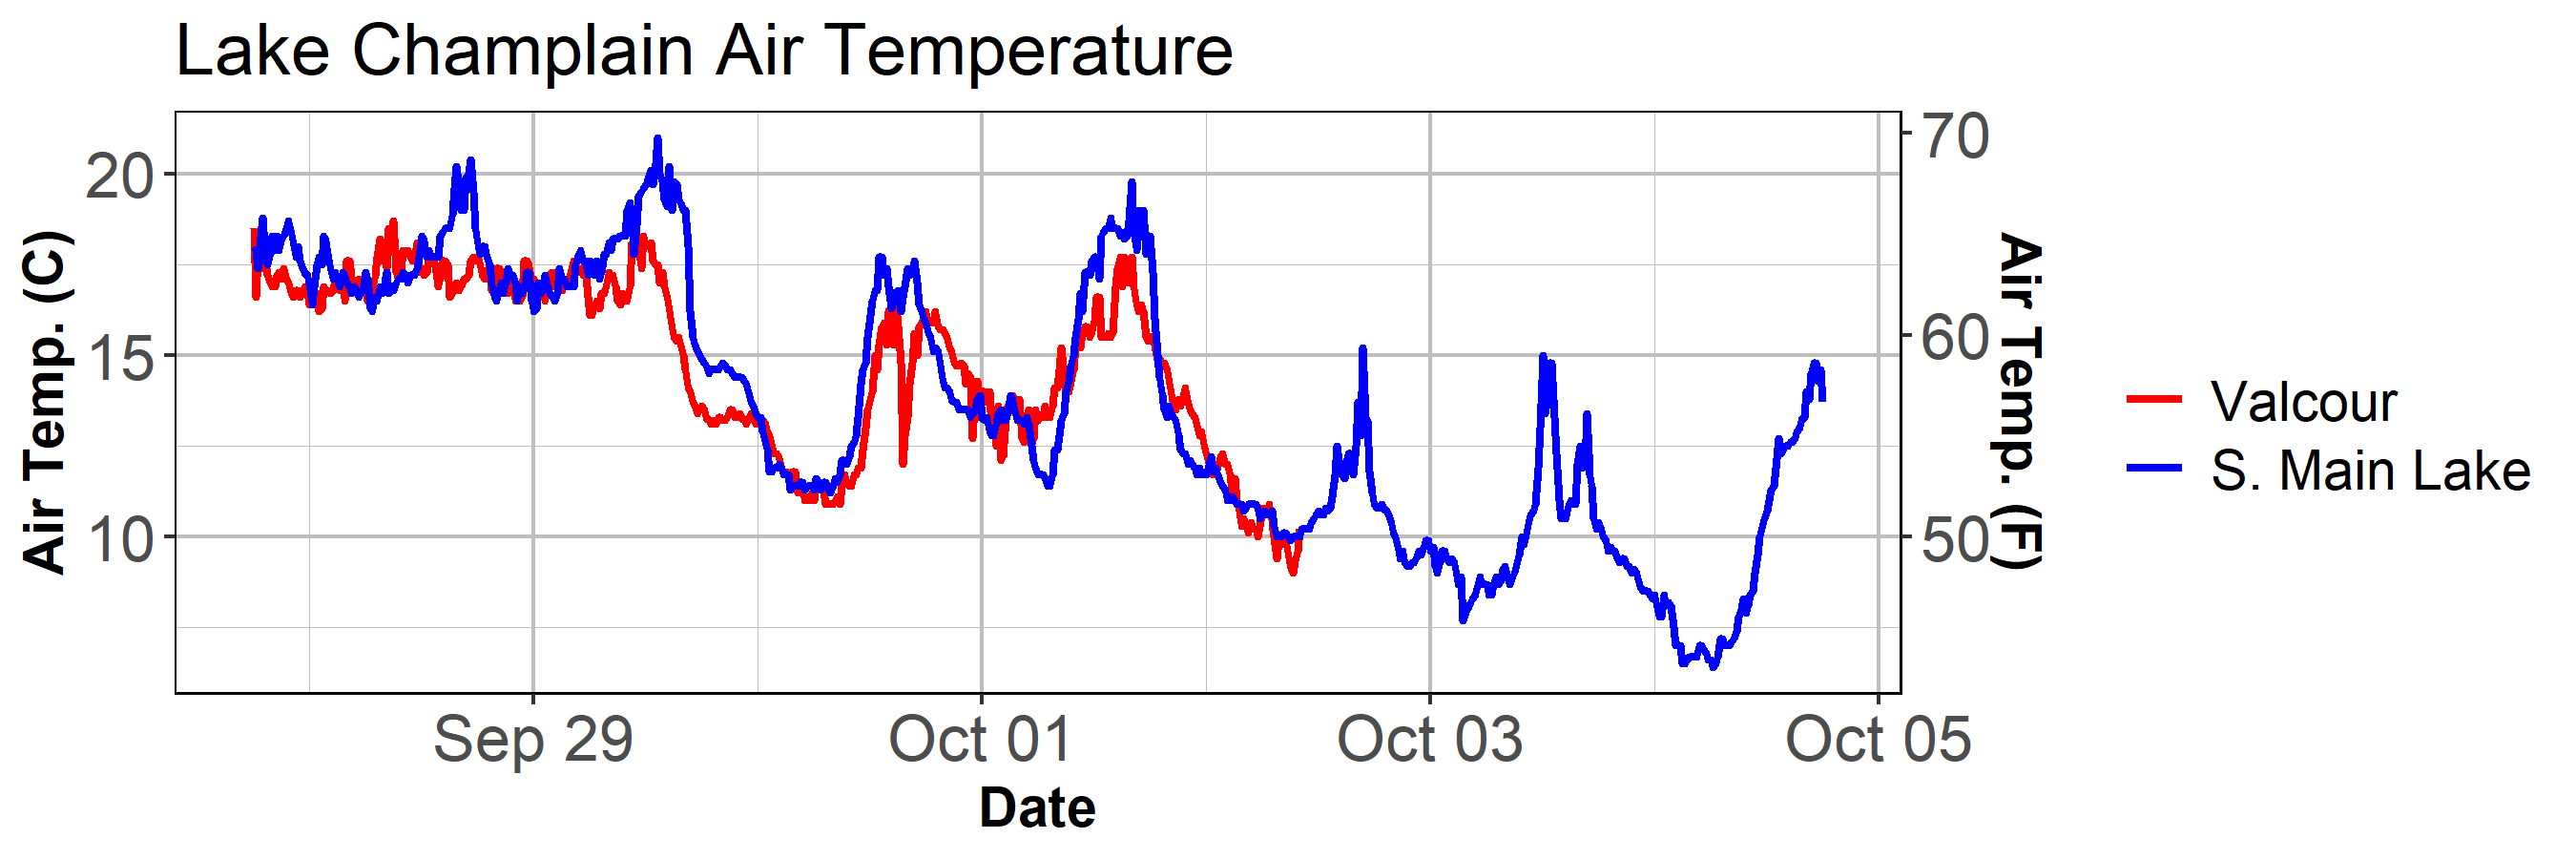 Lake Champlain Air Temperature
Air Temp. (C)
20
15
10
70
60
50
Air Temp. (F)
Sep 29
Oct 01
Oct 03
Oct 05
Date
Valcour
S. Main Lake